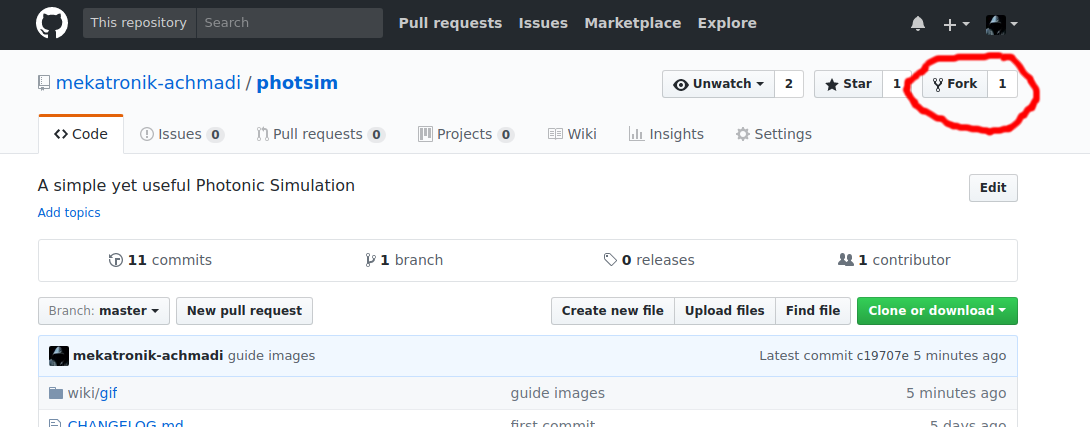 This repository Search Pull requests Issues Marketplace Explore
mekatronik-achmadi / photsim Unwatch 2 Star 1 Fork 1
Code Issues 0 Pull requests 0 Projects 0 Wiki Insights Settings
A simple yet useful Photonic Simulation Edit
Add topics
11 commits 1 branch 0 releases 1 contributor
Branch: master New pull request Create new file Upload files Find file Clone or download
mekatronik-achmadi guide images Latest commit c19707e 5 minutes ago
wiki/gif guide images 5 minutes ago
CHANGELOG.md first commit 5 days ago